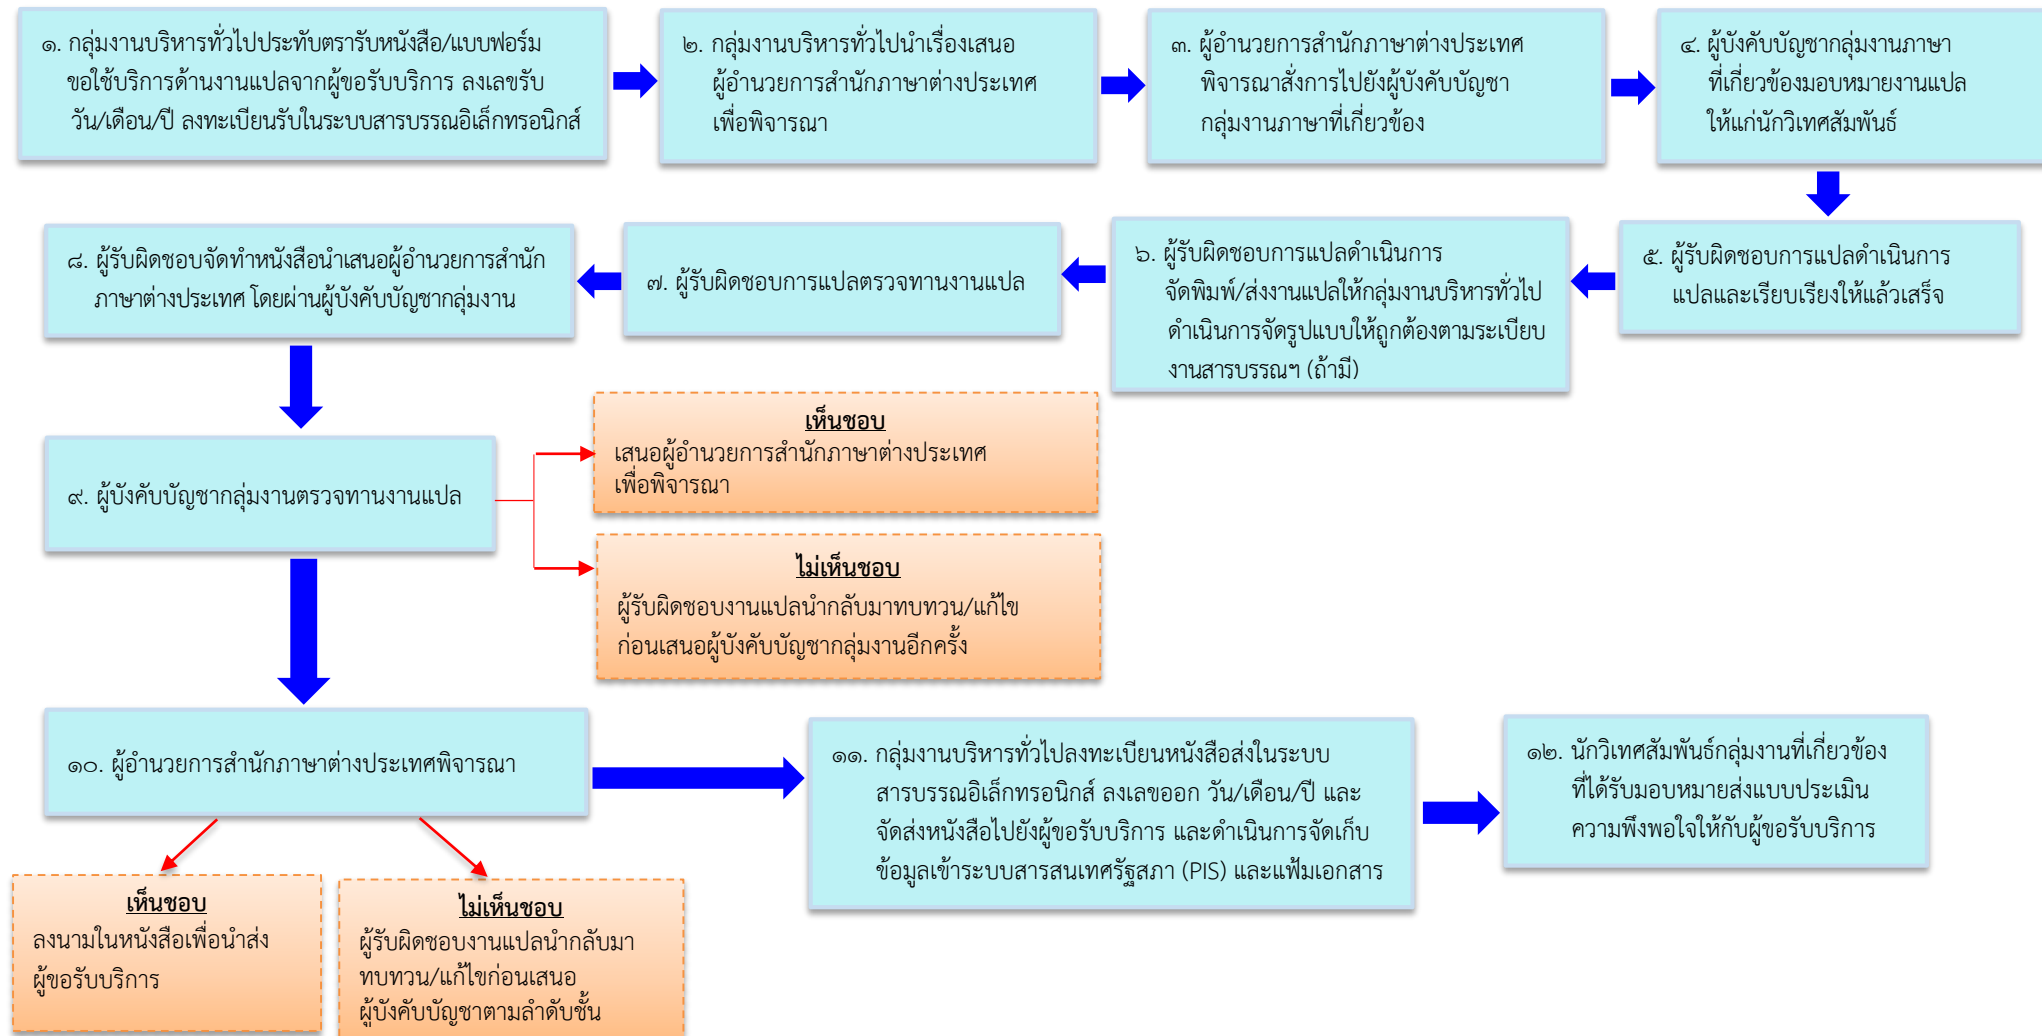 ๑. กลุ่มงานบริหารทั่วไปประทับตรารับหนังสือ/แบบฟอร์ม
ขอใช้บริการด้านงานแปลจากผู้ขอรับบริการ ลงเลขรับ
วัน/เดือน/ปี ลงทะเบียนรับในระบบสารบรรณอิเล็กทรอนิกส์
๒. กลุ่มงานบริหารทั่วไปนำเรื่องเสนอ
ผู้อำนวยการสำนักภาษาต่างประเทศ
เพื่อพิจารณา
๓. ผู้อำนวยการสำนักภาษาต่างประเทศ
พิจารณาสั่งการไปยังผู้บังคับบัญชา
กลุ่มงานภาษาที่เกี่ยวข้อง
๔. ผู้บังคับบัญชากลุ่มงานภาษา
ที่เกี่ยวข้องมอบหมายงานแปล
ให้แก่นักวิเทศสัมพันธ์
๕. ผู้รับผิดชอบการแปลดำเนินการ
แปลและเรียบเรียงให้แล้วเสร็จ
๖. ผู้รับผิดชอบการแปลดำเนินการ
จัดพิมพ์/ส่งงานแปลให้กลุ่มงานบริหารทั่วไป
ดำเนินการจัดรูปแบบให้ถูกต้องตามระเบียบ
งานสารบรรณฯ (ถ้ามี)
๗. ผู้รับผิดชอบการแปลตรวจทานงานแปล
๘. ผู้รับผิดชอบจัดทำหนังสือนำเสนอผู้อำนวยการสำนัก
ภาษาต่างประเทศ โดยผ่านผู้บังคับบัญชากลุ่มงาน
๙. ผู้บังคับบัญชากลุ่มงานตรวจทานงานแปล
เห็นชอบ
เสนอผู้อำนวยการสำนักภาษาต่างประเทศ
เพื่อพิจารณา
ไม่เห็นชอบ
ผู้รับผิดชอบงานแปลนำกลับมาทบทวน/แก้ไข
ก่อนเสนอผู้บังคับบัญชากลุ่มงานอีกครั้ง
๑๐. ผู้อำนวยการสำนักภาษาต่างประเทศพิจารณา
เห็นชอบ
ลงนามในหนังสือเพื่อนำส่ง
ผู้ขอรับบริการ
ไม่เห็นชอบ
ผู้รับผิดชอบงานแปลนำกลับมา
ทบทวน/แก้ไขก่อนเสนอ
ผู้บังคับบัญชาตามลำดับชั้น
๑๑. กลุ่มงานบริหารทั่วไปลงทะเบียนหนังสือส่งในระบบ
สารบรรณอิเล็กทรอนิกส์ ลงเลขออก วัน/เดือน/ปี และ
จัดส่งหนังสือไปยังผู้ขอรับบริการ และดำเนินการจัดเก็บ
ข้อมูลเข้าระบบสารสนเทศรัฐสภา (PIS) และแฟ้มเอกสาร
๑๒. นักวิเทศสัมพันธ์กลุ่มงานที่เกี่ยวข้อง
ที่ได้รับมอบหมายส่งแบบประเมิน
ความพึงพอใจให้กับผู้ขอรับบริการ